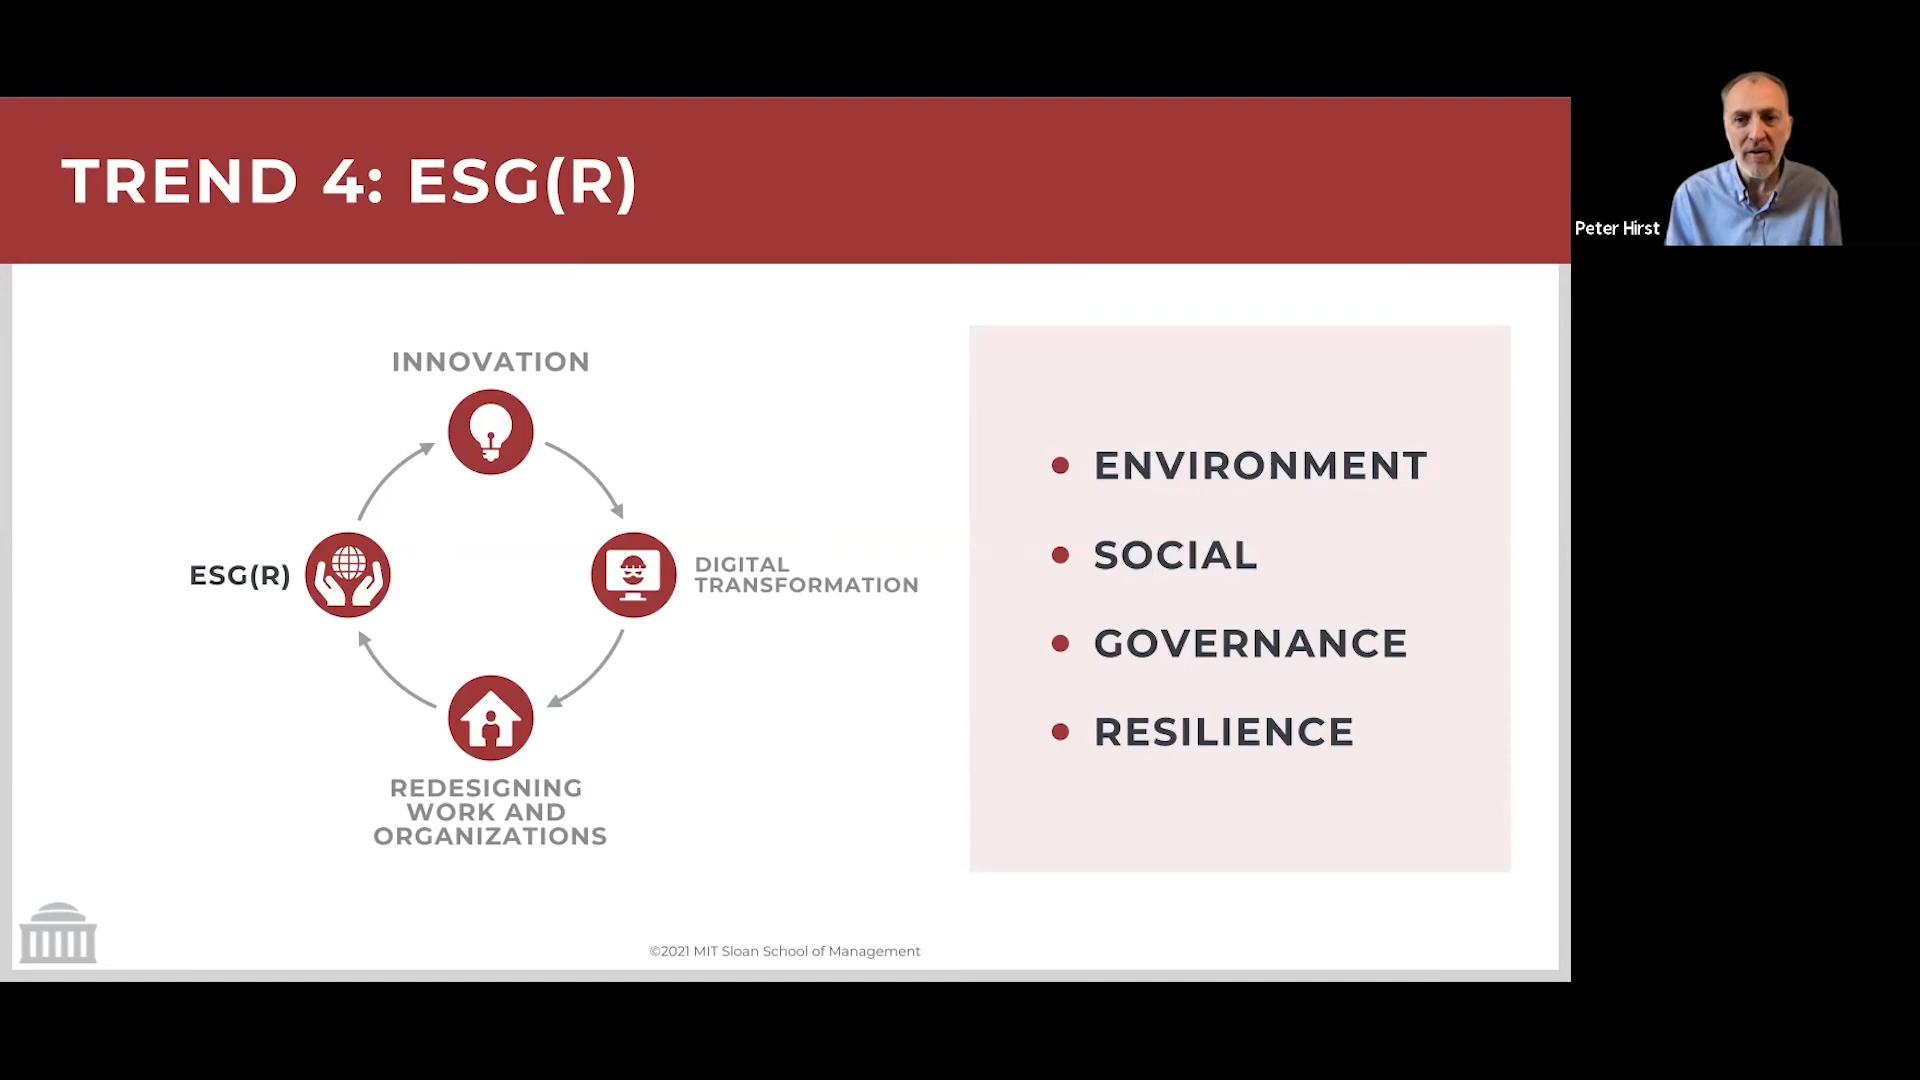 TREND 4: ESG(R)
Peter Hirst
INNOVATION
ESG(R)
DIGITAL
TRANSFORMATION
REDESIGNING
WORK AND
ORGANIZATIONS
ENVIRONMENT
SOCIAL
GOVERNANCE
RESILIENCE
©2021 MIT Sloan School of Management